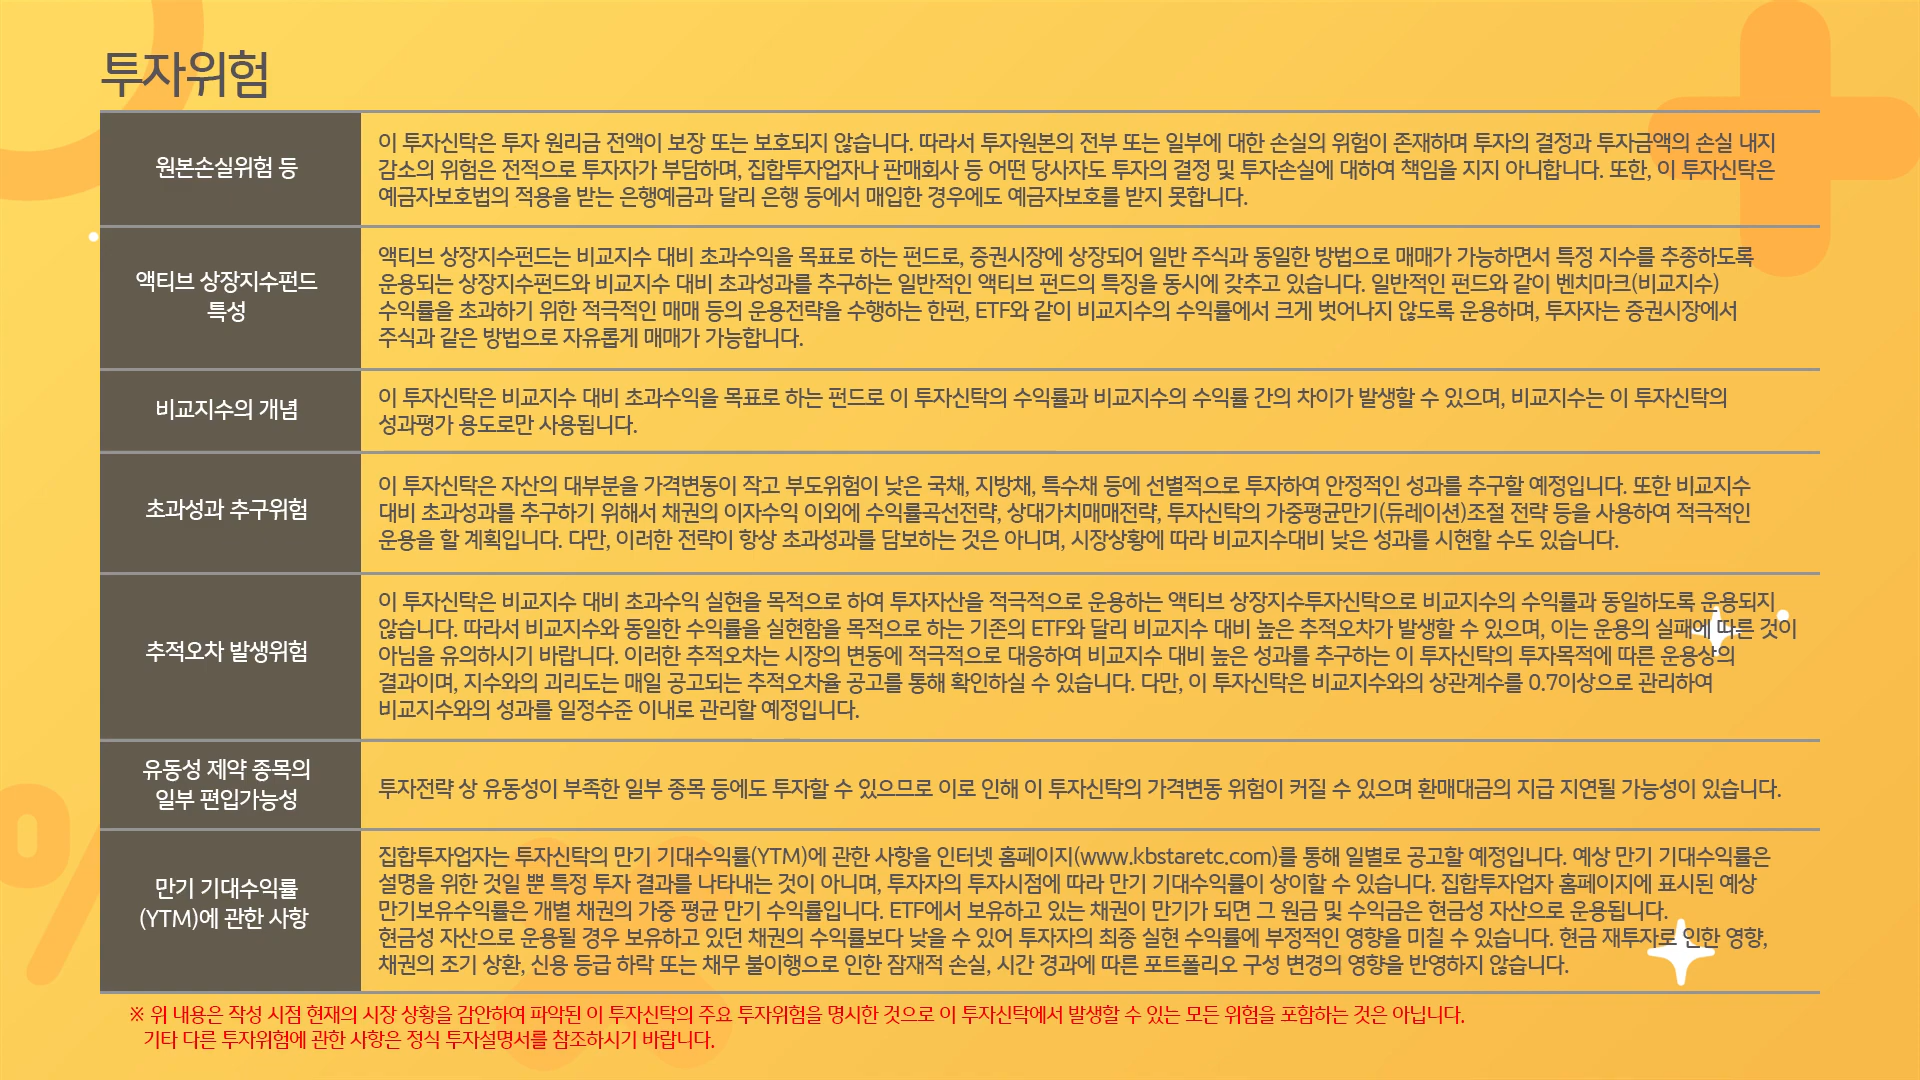 투자위험
원본손실위험 등
이 투자신탁은 투자 원리금 전액이 보장 또는 보호되지 않습니다. 따라서 투자원본의 전부 또는 일부에 대한 손실의 위험이 존재하며 투자의 결정과 투자금액의 손실 내지
감소의 위험은 전적으로 투자자가 부담하며, 집합투자업자나 판매회사 등 어떤 당사자도 투자의 결정 및 투자손실에 대하여 책임을 지지 아니합니다. 또한, 이 투자신탁은
예금자보호법의 적용을 받는 은행예금과 달리 은행 등에서 매입한 경우에도 예금자보호를 받지 못합니다.
액티브 상장지수펀드
특성
액티브 상장지수펀드는 비교지수 대비 초과수익을 목표로 하는 펀드로, 증권시장에 상장되어 일반 주식과 동일한 방법으로 매매가 가능하면서 특정 지수를 추종하도록
운용되는 상장지수펀드와 비교지수 대비 초과성과를 추구하는 일반적인 액티브 펀드의 특징을 동시에 갖추고 있습니다. 일반적인 펀드와 같이 벤치마크(비교지수)
수익률을 초과하기 위한 적극적인 매매 등의 운용전략을 수행하는 한편, ETF와 같이 비교지수의 수익률에서 크게 벗어나지 않도록 운용하며, 투자자는 증권시장에서
주식과 같은 방법으로 자유롭게 매매가 가능합니다.
비교지수의 개념
이 투자신탁은 비교지수 대비 초과수익을 목표로 하는 펀드로 이 투자신탁의 수익률과 비교지수의 수익률 간의 차이가 발생할 수 있으며, 비교지수는 이 투자신탁의
성과평가 용도로만 사용됩니다.
초과성과 추구위험
이 투자신탁은 자산의 대부분을 가격변동이 작고 부도위험이 낮은 국채, 지방채, 특수채 등에 선별적으로 투자하여 안정적인 성과를 추구할 예정입니다. 또한 비교지수
대비 초과성과를 추구하기 위해서 채권의 이자수익 이외에 수익률곡선전략, 상대가치매매전략, 투자신탁의 가중평균만기(듀레이션)조절 전략 등을 사용하여 적극적인
운용을 할 계획입니다. 다만, 이러한 전략이 항상 초과성과를 담보하는 것은 아니며, 시장상황에 따라 비교지수대비 낮은 성과를 시현할 수도 있습니다.
추적오차 발생위험
이 투자신탁은 비교지수 대비 초과수익 실현을 목적으로 하여 투자자산을 적극적으로 운용하는 액티브 상장지수투자신탁으로 비교지수의 수익률과 동일하도록 운용되지
않습니다. 따라서 비교지수와 동일한 수익률을 실현함을 목적으로 하는 기존의 ETF와 달리 비교지수 대비 높은 추적오차가 발생할 수 있으며, 이는 운용의 실패에 따른 것이
아님을 유의하시기 바랍니다. 이러한 추적오차는 시장의 변동에 적극적으로 대응하여 비교지수 대비 높은 성과를 추구하는 이 투자신탁의 투자목적에 따른 운용상의
결과이며, 지수와의 괴리도는 매일 공고되는 추적오차율 공고를 통해 확인하실 수 있습니다. 다만, 이 투자신탁은 비교지수와의 상관계수를 0.7이상으로 관리하여
비교지수와의 성과를 일정수준 이내로 관리할 예정입니다.
유동성 제약 종목의
일부 편입가능성
투자전략 상 유동성이 부족한 일부 종목 등에도 투자할 수 있으므로 이로 인해 이 투자신탁의 가격변동 위험이 커질 수 있으며 환매대금의 지급 지연될 가능성이 있습니다.
만기 기대수익률
(YTM)에 관한 사항
집합투자업자는 투자신탁의 만기 기대수익률(YTM)에 관한 사항을 인터넷 홈페이지(www.kbstaretc.com)를 통해 일별로 공고할 예정입니다. 예상 만기 기대수익률은
설명을 위한 것일 뿐 특정 투자 결과를 나타내는 것이 아니며, 투자자의 투자시점에 따라 만기 기대수익률이 상이할 수 있습니다. 집합투자업자 홈페이지에 표시된 예상
만기보유수익률은 개별 채권의 가중 평균 만기 수익률입니다. ETF에서 보유하고 있는 채권이 만기가 되면 그 원금 및 수익금은 현금성 자산으로 운용됩니다.
현금성 자산으로 운용될 경우 보유하고 있던 채권의 수익률보다 낮을 수 있어 투자자의 최종 실현 수익률에 부정적인 영향을 미칠 수 있습니다. 현금 재투자로 인한 영향,
채권의 조기 상환, 신용 등급 하락 또는 채무 불이행으로 인한 잠재적 손실, 시간 경과에 따른 포트폴리오 구성 변경의 영향을 반영하지 않습니다.
※ 위 내용은 작성 시점 현재의 시장 상황을 감안하여 파악된 이 투자신탁의 주요 투자위험을 명시한 것으로 이 투자신탁에서 발생할 수 있는 모든 위험을 포함하는 것은 아닙니다.
기타 다른 투자위험에 관한 사항은 정식 투자설명서를 참조하시기 바랍니다.